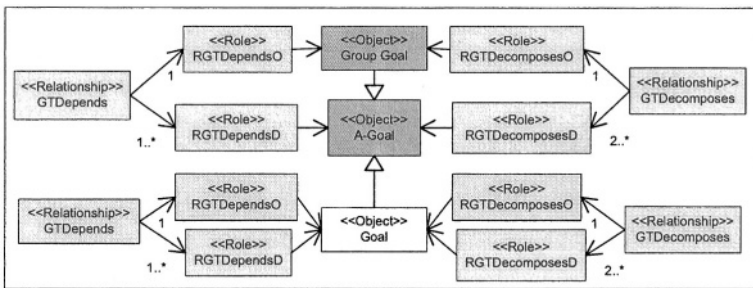 <<Role>>
RGTDependsO
<<Object>>
Group Goal
<<Role>>
RGTDecomposesO
<<Relationship>>
GTDepends
1
1
<<Relationship>>
GTDecomposes
<<Role>>
RGTDependsD
<<Object>>
A-Goal
<<Role>>
RGTDecomposesD
1..*
2..*
<<Relationship>>
GTDepends
<<Role>>
RGTDependsO
<<Role>>
RGTDecomposesO
1
1
<<Object>>
Goal
<<Relationship>>
GTDecomposes
<<Role>>
RGTDependsD
<<Role>>
RGTDecomposesD
1..*
2..*